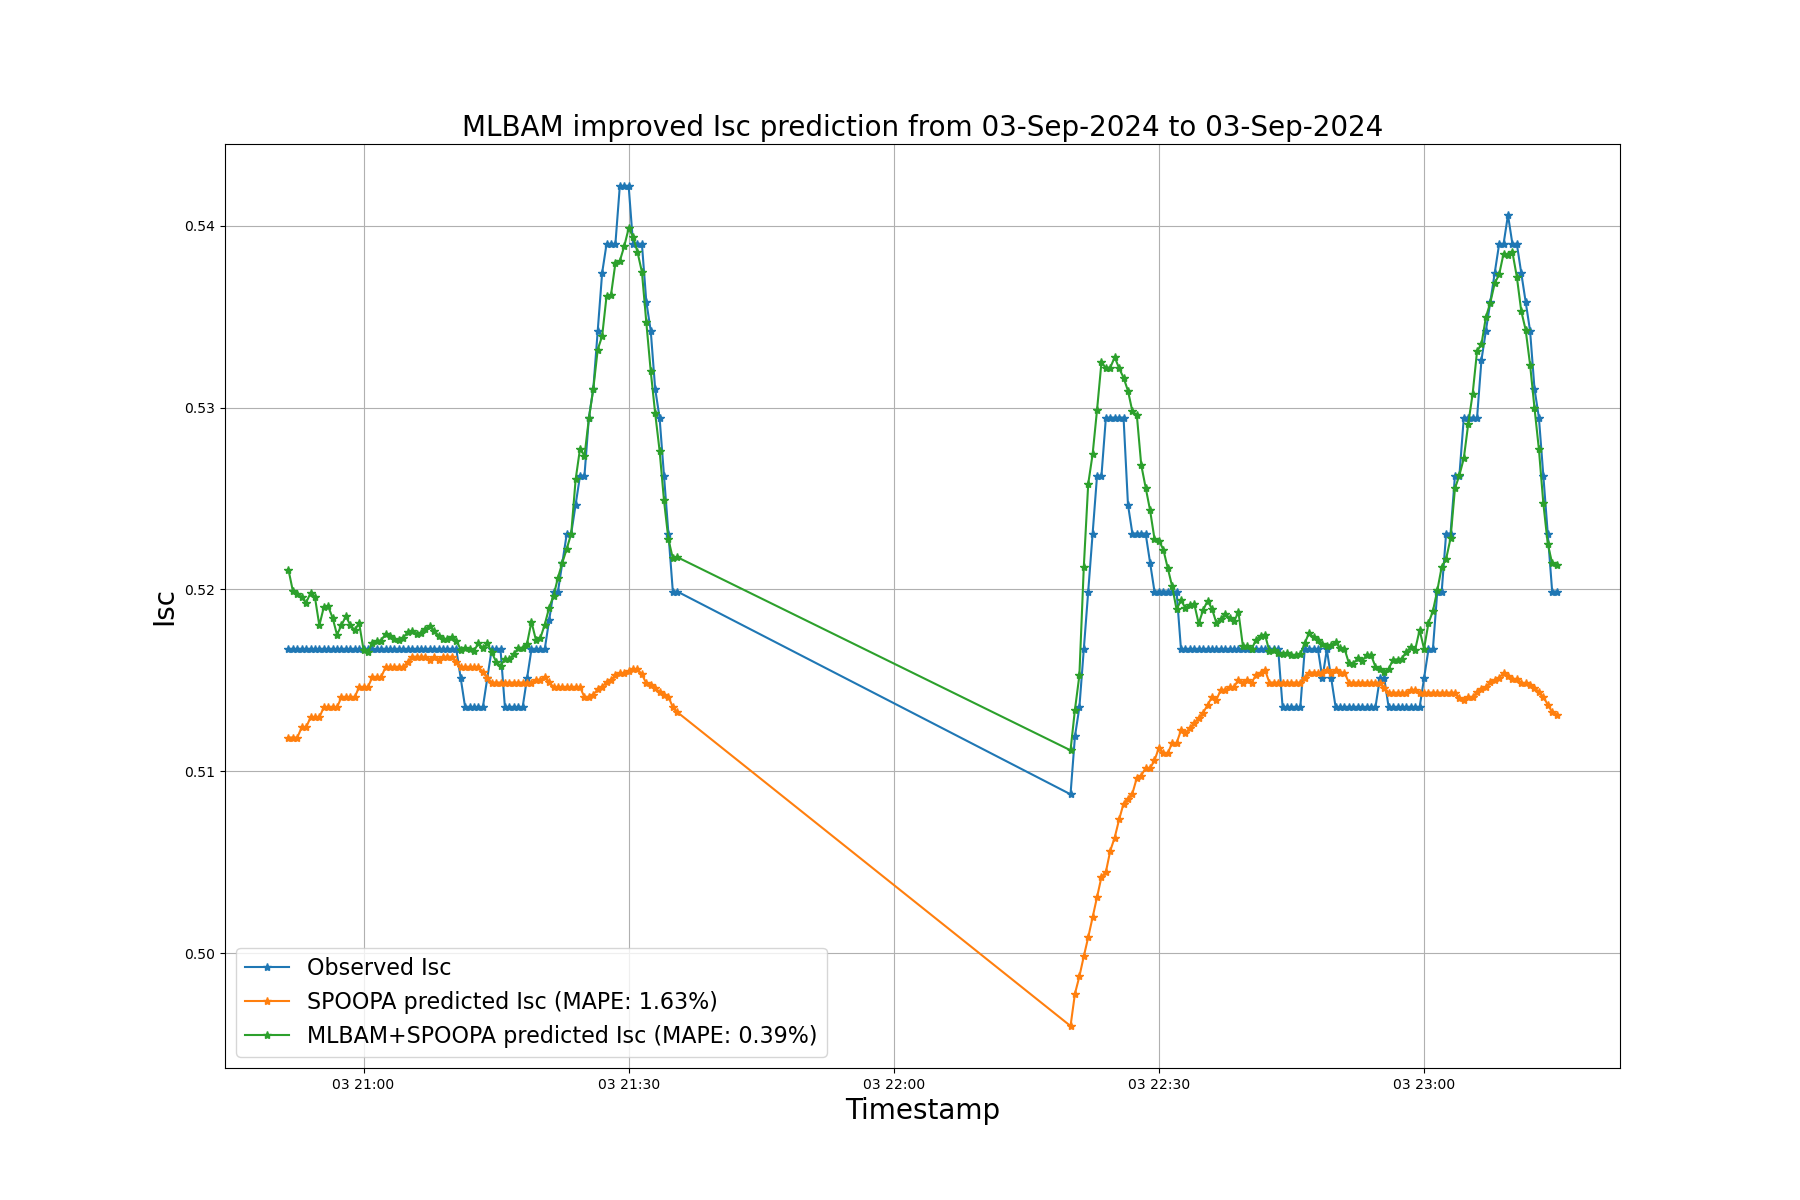 MLBAM improved Isc prediction from 03-Sep-2024 to 03-Sep-2024
Isc
0.54
0.53
0.52
0.51
0.50
Observed Isc
SPOOPA predicted Isc (MAPE: 1.63%)
MLBAM+SPOOPA predicted Isc (MAPE: 0.39%)
03 21:00
03 21:30
03 22:00
03 22:30
03 23:00
Timestamp